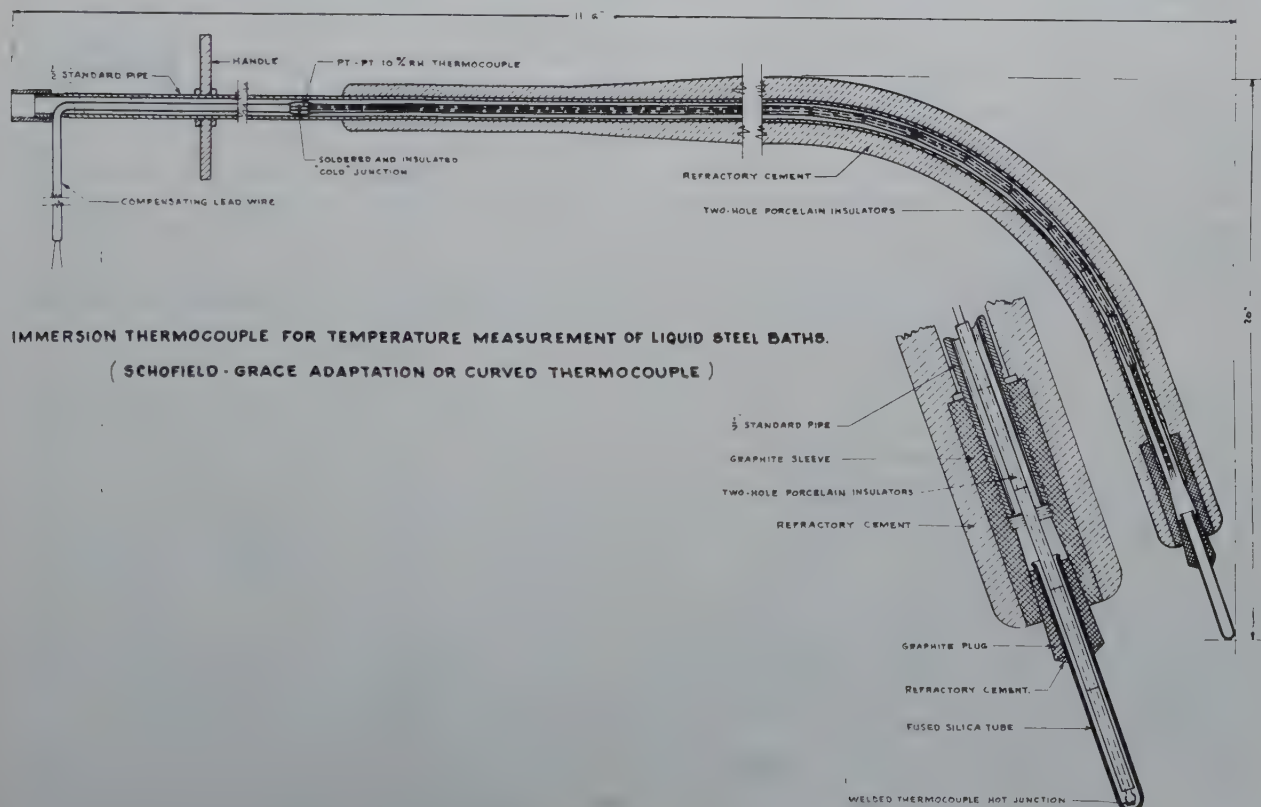 11' 6"
½" STANDARD PIPE
HANDLE
PT - PT 10% RH THERMOCOUPLE
SOLDERED AND INSULATED
"COLD" JUNCTION
COMPENSATING LEAD WIRE
REFRACTORY CEMENT
TWO-HOLE PORCELAIN INSULATORS
20"
IMMERSION THERMOCOUPLE FOR TEMPERATURE MEASUREMENT OF LIQUID STEEL BATHS.
( SCHOFIELD - GRACE ADAPTATION OR CURVED THERMOCOUPLE )
½" STANDARD PIPE
GRAPHITE SLEEVE
TWO-HOLE PORCELAIN INSULATORS
REFRACTORY CEMENT
GRAPHITE PLUG
REFRACTORY CEMENT.
FUSED SILICA TUBE
WELDED THERMOCOUPLE HOT JUNCTION